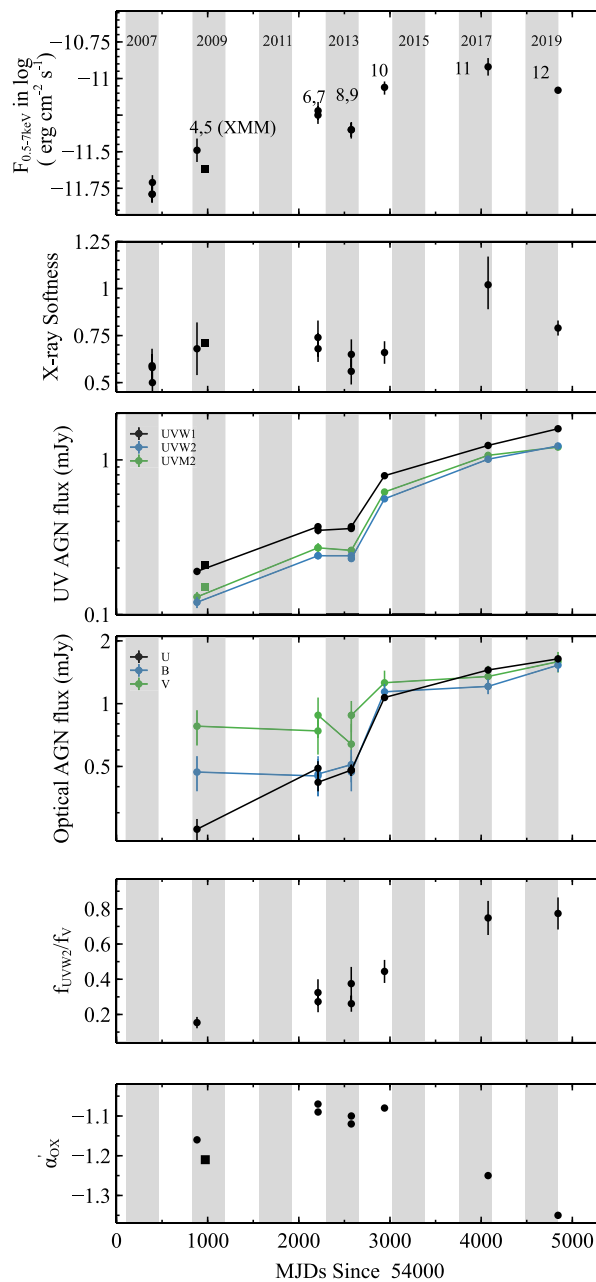 2007 2009 2011 2013 2015 2017 2019
−10.75
−11
−11.5
−11.75
F0.5-7keV in log
( erg cm−2 s−1)
4,5 (XMM)
6,7
8,9
10
11
12
1.25
1
0.75
0.5
X-ray Softness
UVW1
UVW2
UVM2
1
0.1
UV AGN flux (mJy)
U
B
V
2
1
0.5
Optical AGN flux (mJy)
0.8
0.6
0.4
0.2
fUVW2/fV
−1.1
−1.2
−1.3
α'OX
0 1000 2000 3000 4000 5000
MJDs Since 54000